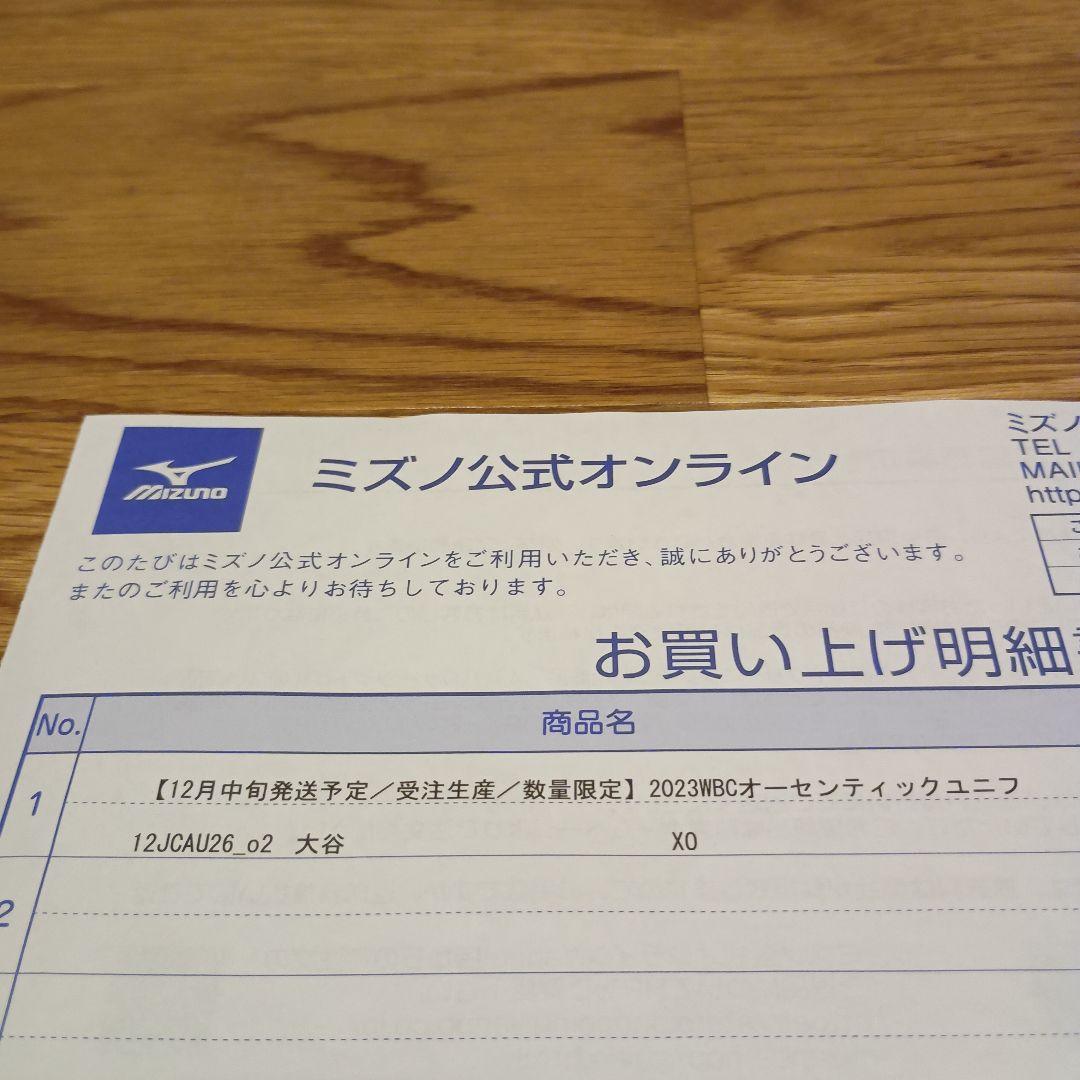 MIZUNO
ミズノ公式オンライン
ミズノ
TEL
MAI
http
このたびはミズノ公式オンラインをご利用いただき、誠にありがとうございます。
またのご利用を心よりお待ちしております。
お買い上げ明細
No.
商品名
1
【12月中旬発送予定／受注生産／数量限定】2023WBCオーセンティックユニフ
12JCAU26_o2 大谷 XO
2